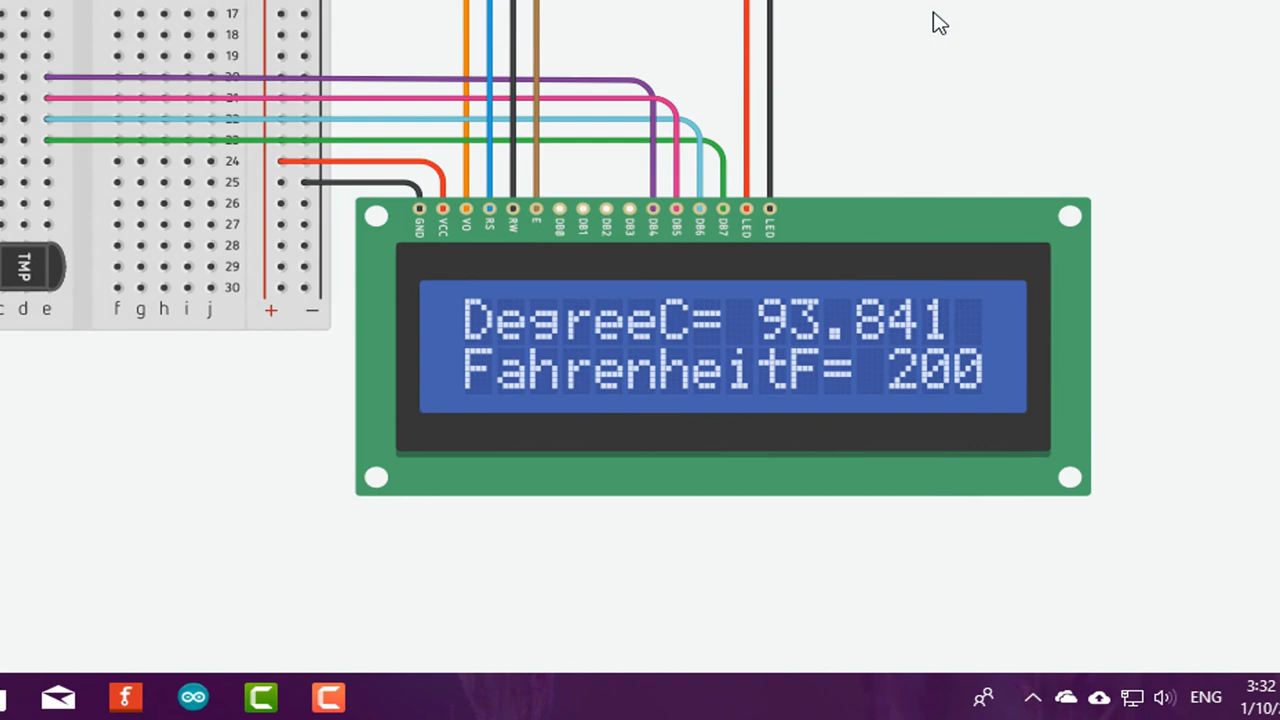 17
18
19
20
21
22
23
24
25
26
27
28
29
30
c d e f g h i j + −
TMP
GND VCC V0 RS RW E DB0 DB1 DB2 DB3 DB4 DB5 DB6 DB7 LED LED
DegreeC= 93.841
FahrenheitF= 200
ENG
3:32
1/10/